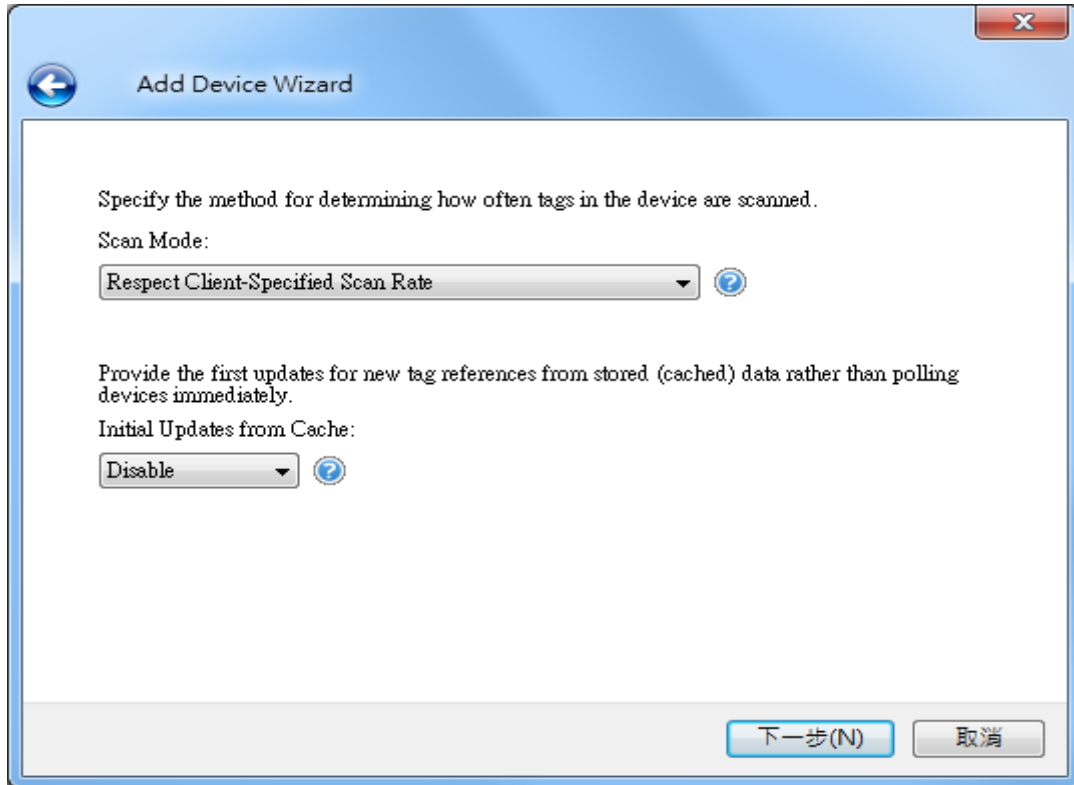 Add Device Wizard
Specify the method for determining how often tags in the device are scanned.
Scan Mode:
Respect Client-Specified Scan Rate
Provide the first updates for new tag references from stored (cached) data rather than polling
devices immediately.
Initial Updates from Cache:
Disable
下一步(N)
取消